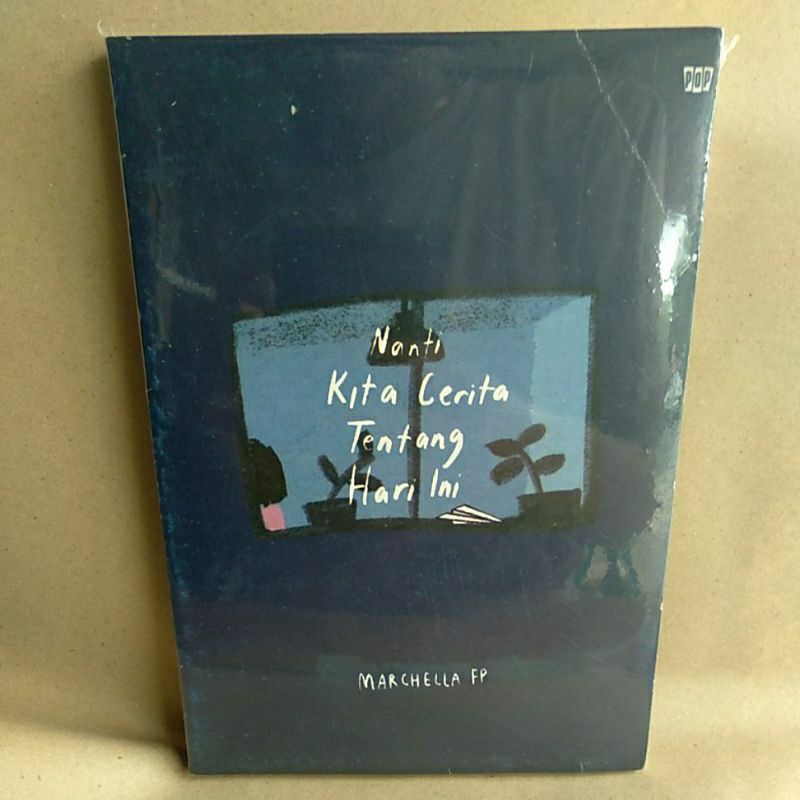 POP
Nanti
Kita Cerita
Tentang
Hari Ini
MARCHELLA FP